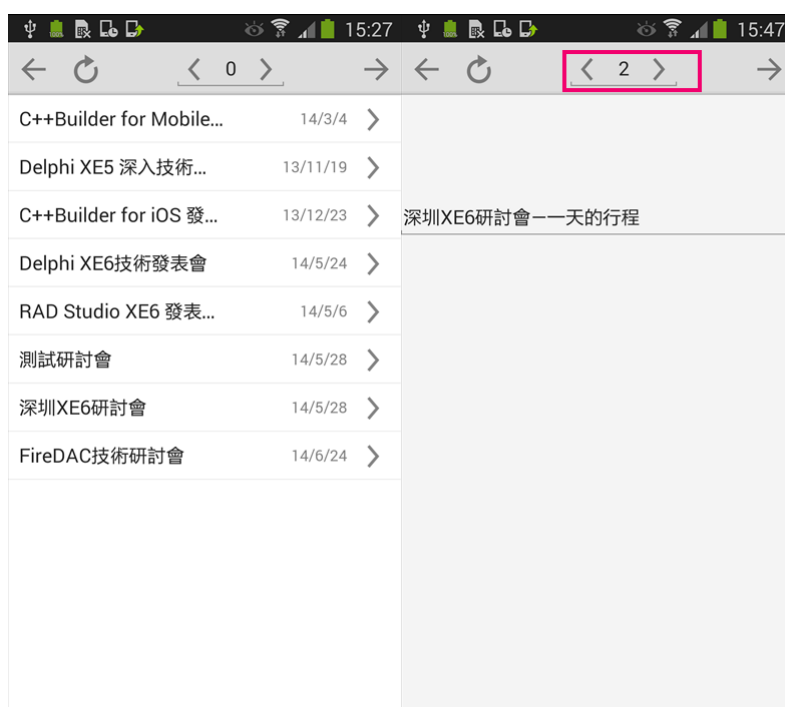 15:27
0
C++Builder for Mobile...
14/3/4
Delphi XE5 深入技術...
13/11/19
C++Builder for iOS 發...
13/12/23
Delphi XE6技術發表會
14/5/24
RAD Studio XE6 發表...
14/5/6
測試研討會
14/5/28
深圳XE6研討會
14/5/28
FireDAC技術研討會
14/6/24
15:47
2
深圳XE6研討會—一天的行程